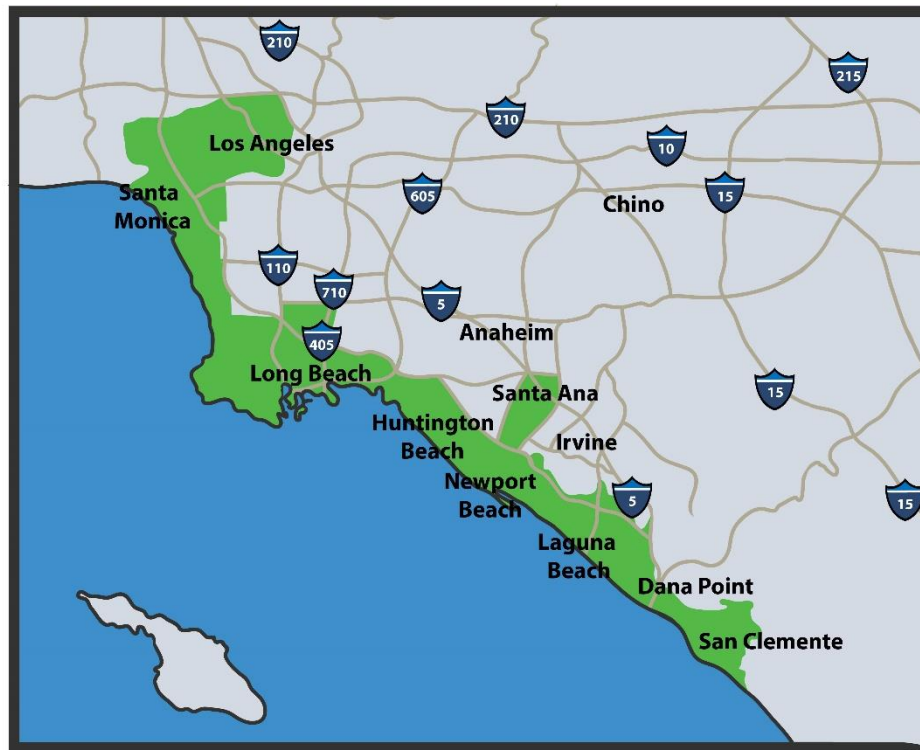 210
215
210
10
Los Angeles
605
15
Santa
Monica
Chino
110
710
5
Anaheim
405
Long Beach
15
Santa Ana
Huntington
Beach
Irvine
Newport
Beach
5
15
Laguna
Beach
Dana Point
San Clemente